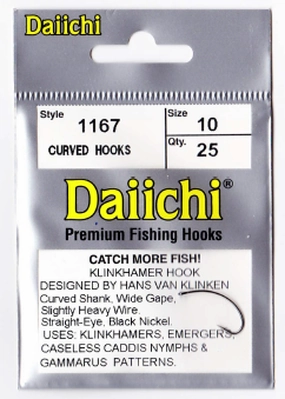 Daiichi
Style
1167
CURVED HOOKS
Size
10
Qty.
25
Daiichi®
Premium Fishing Hooks
CATCH MORE FISH!
KLINKHAMER HOOK
DESIGNED BY HANS VAN KLINKEN
Curved Shank, Wide Gape,
Slightly Heavy Wire.
Straight-Eye, Black Nickel.
USES: KLINKHAMERS, EMERGERS,
CASELESS CADDIS NYMPHS &
GAMMARUS PATTERNS.